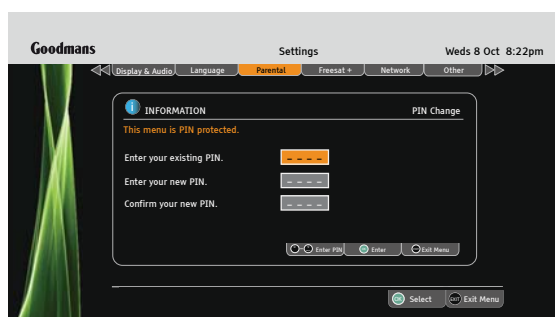 Goodmans Settings Weds 8 Oct 8:22pm
Display & Audio Language Parental Freesat + Network Other
i INFORMATION PIN Change
This menu is PIN protected.
Enter your existing PIN. _ _ _ _
Enter your new PIN. _ _ _ _
Confirm your new PIN. _ _ _ _
Enter PIN Enter Exit Menu
OK Select EXIT Exit Menu